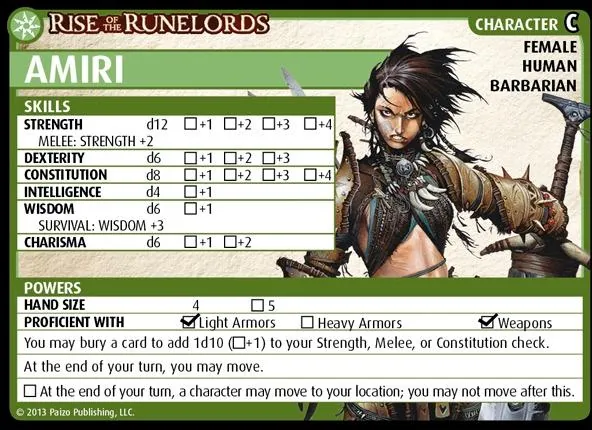 RISE OF THE RUNELORDS
CHARACTER C
FEMALE
HUMAN
BARBARIAN
AMIRI
SKILLS
STRENGTH d12 ☐+1 ☐+2 ☐+3 ☐+4
MELEE: STRENGTH +2
DEXTERITY d6 ☐+1 ☐+2 ☐+3
CONSTITUTION d8 ☐+1 ☐+2 ☐+3 ☐+4
INTELLIGENCE d4 ☐+1
WISDOM d6 ☐+1
SURVIVAL: WISDOM +3
CHARISMA d6 ☐+1 ☐+2
POWERS
HAND SIZE 4 ☐5
PROFICIENT WITH ☑Light Armors ☐Heavy Armors ☑Weapons
You may bury a card to add 1d10 (☐+1) to your Strength, Melee, or Constitution check.
At the end of your turn, you may move.
☐ At the end of your turn, a character may move to your location; you may not move after this.
© 2013 Paizo Publishing, LLC.